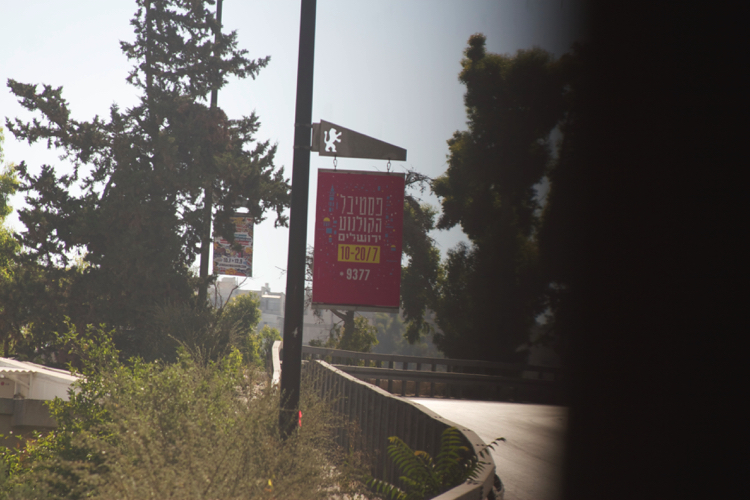 פסטיבל
הקולנוע
ירושלים
10-20/7
*9377